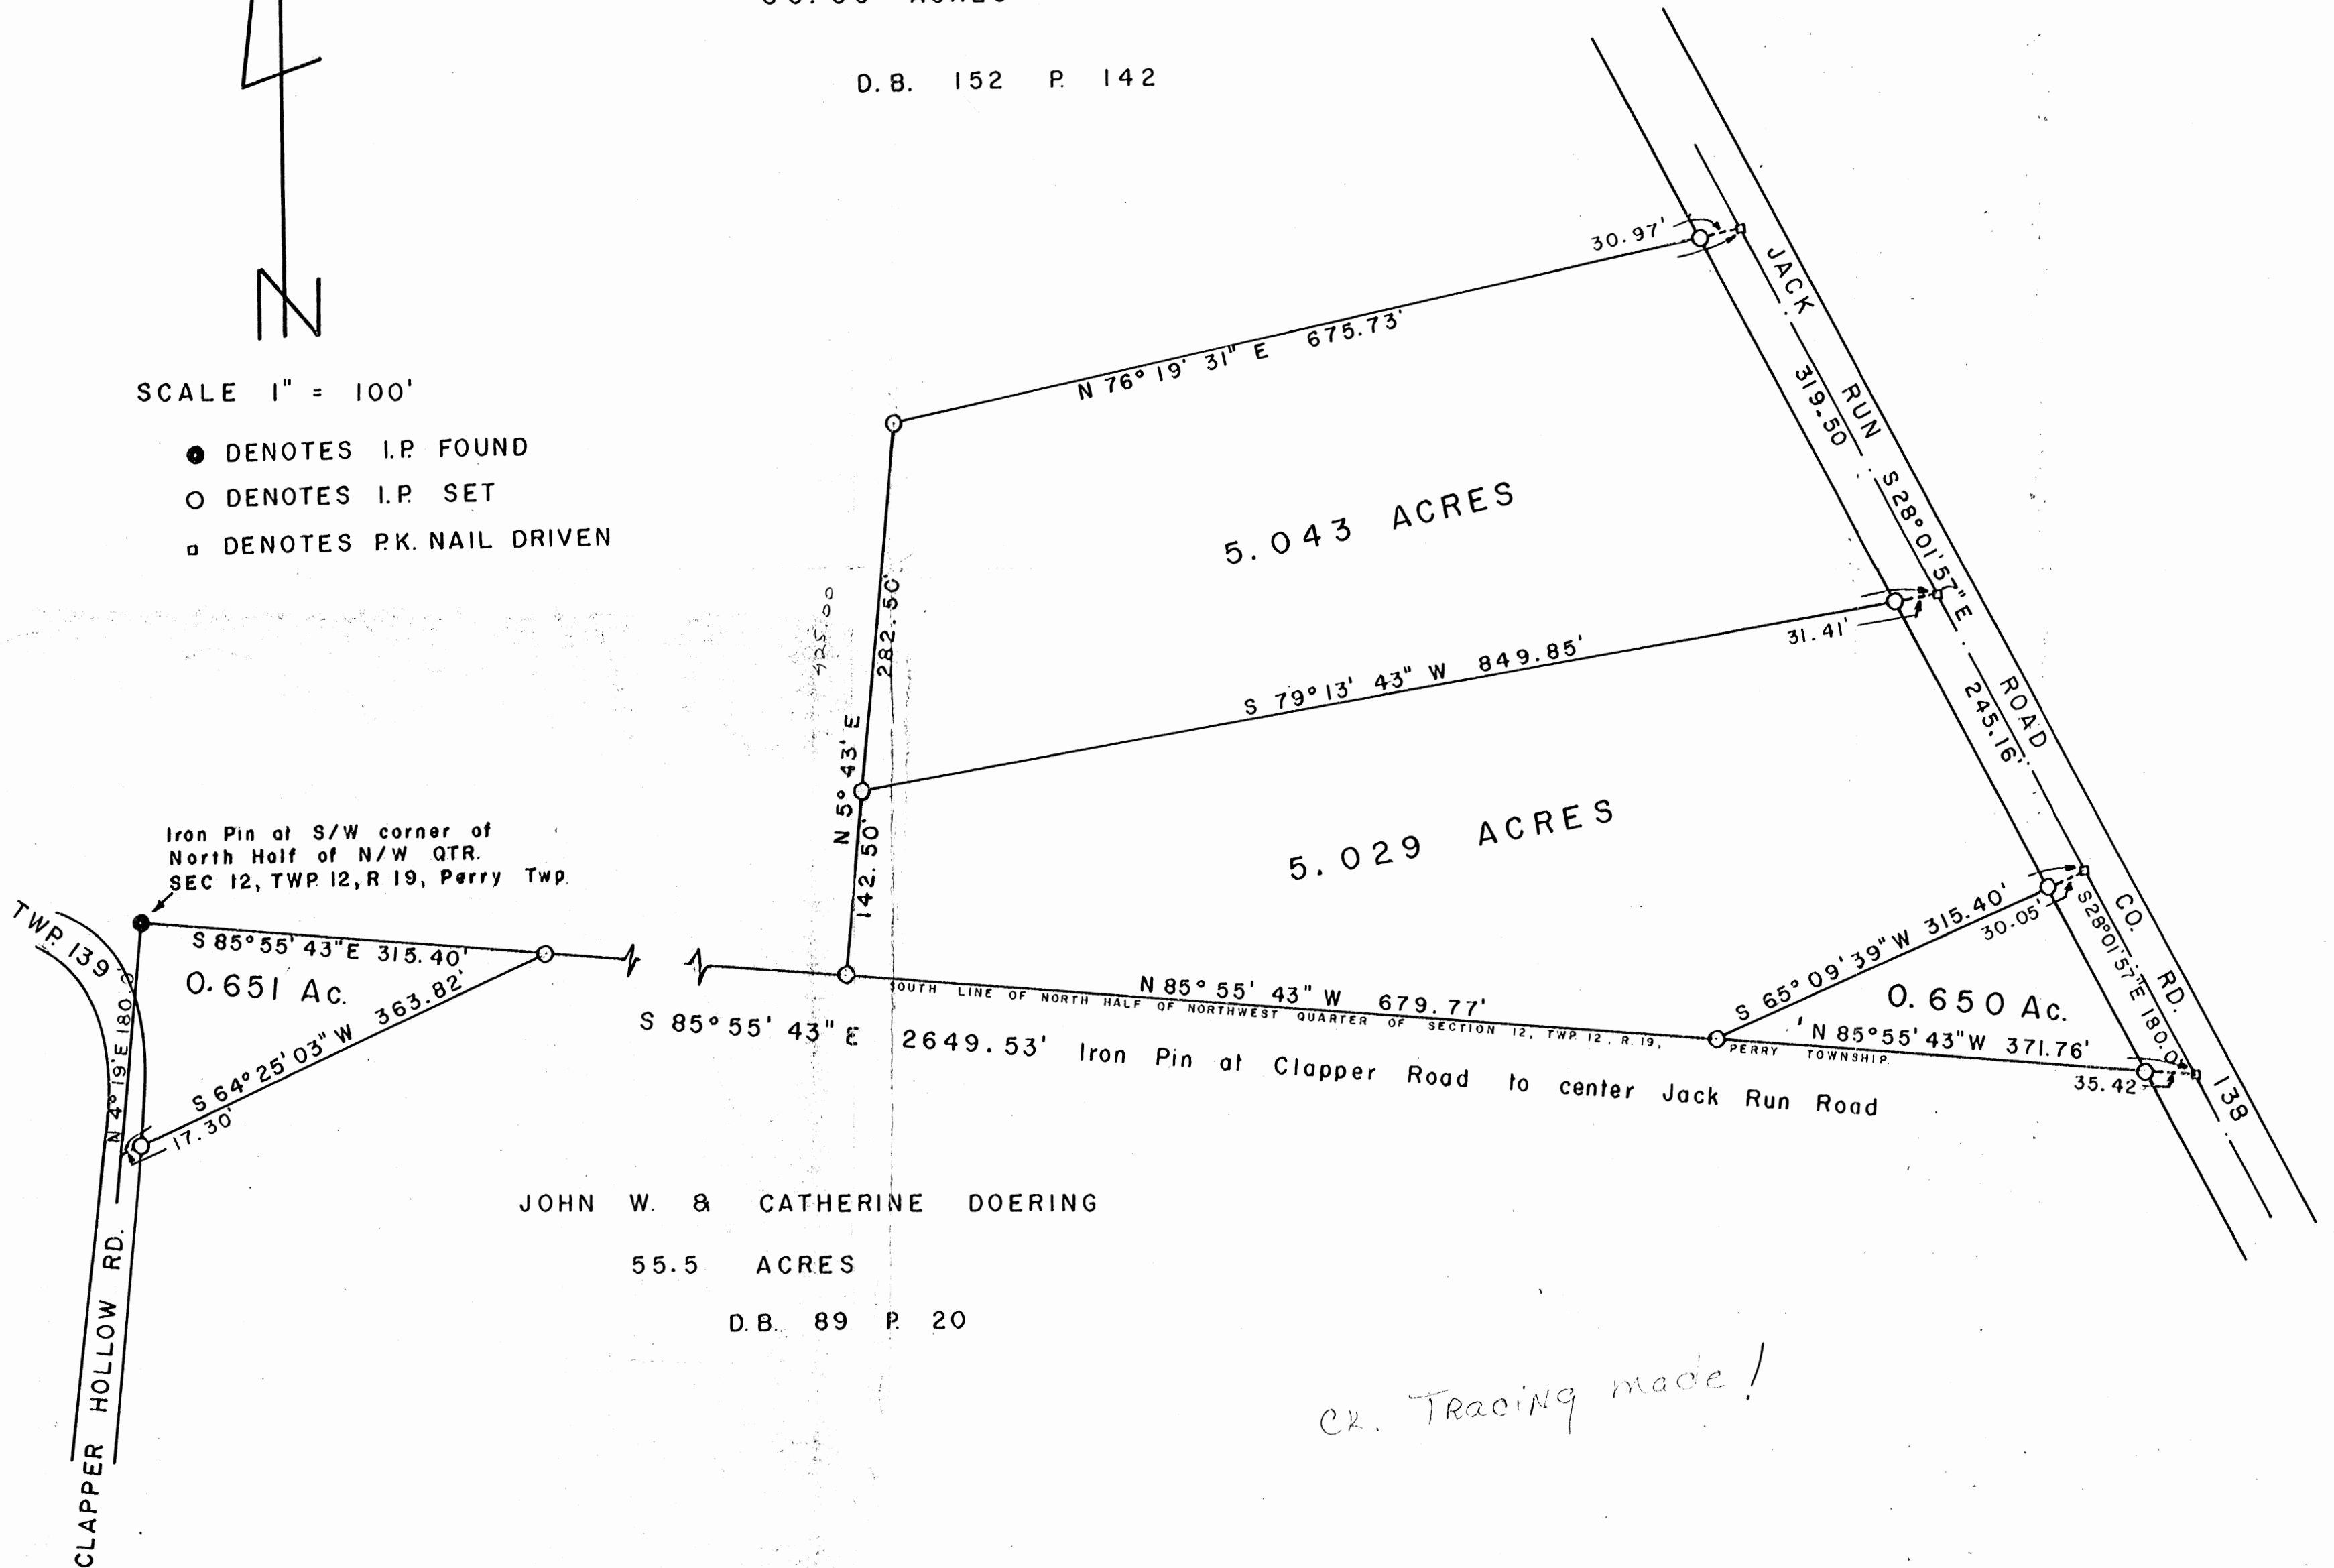 D.B. 152 P. 142
N
SCALE 1" = 100'
DENOTES I.P. FOUND
DENOTES I.P. SET
DENOTES P.K. NAIL DRIVEN
30.97'
N 76° 19' 31" E 675.73'
JACK RUN ROAD CO. RD. 138
319.50
S 28° 01' 57" E
5.043 ACRES
425.00
282.50'
31.41'
S 79° 13' 43" W 849.85'
245.16'
N 5° 43' E
142.50'
5.029 ACRES
Iron Pin at S/W corner of
North Half of N/W QTR.
SEC 12, TWP. 12, R 19, Perry Twp.
TWP. 139
S 85° 55' 43" E 315.40'
0.651 Ac.
N 4° 19' E 180.0
S 64° 25' 03" W 363.82'
17.30'
S 65° 09' 39" W 315.40'
30.05'
S 28° 01' 57" E 180.0'
0.650 Ac.
N 85° 55' 43" W 679.77'
SOUTH LINE OF NORTH HALF OF NORTHWEST QUARTER OF SECTION 12, TWP. 12, R. 19, PERRY TOWNSHIP.
N 85° 55' 43" W 371.76'
35.42'
S 85° 55' 43" E 2649.53' Iron Pin at Clapper Road to center Jack Run Road
JOHN W. & CATHERINE DOERING
55.5 ACRES
D.B. 89 P. 20
CLAPPER HOLLOW RD.
CK. Tracing made!